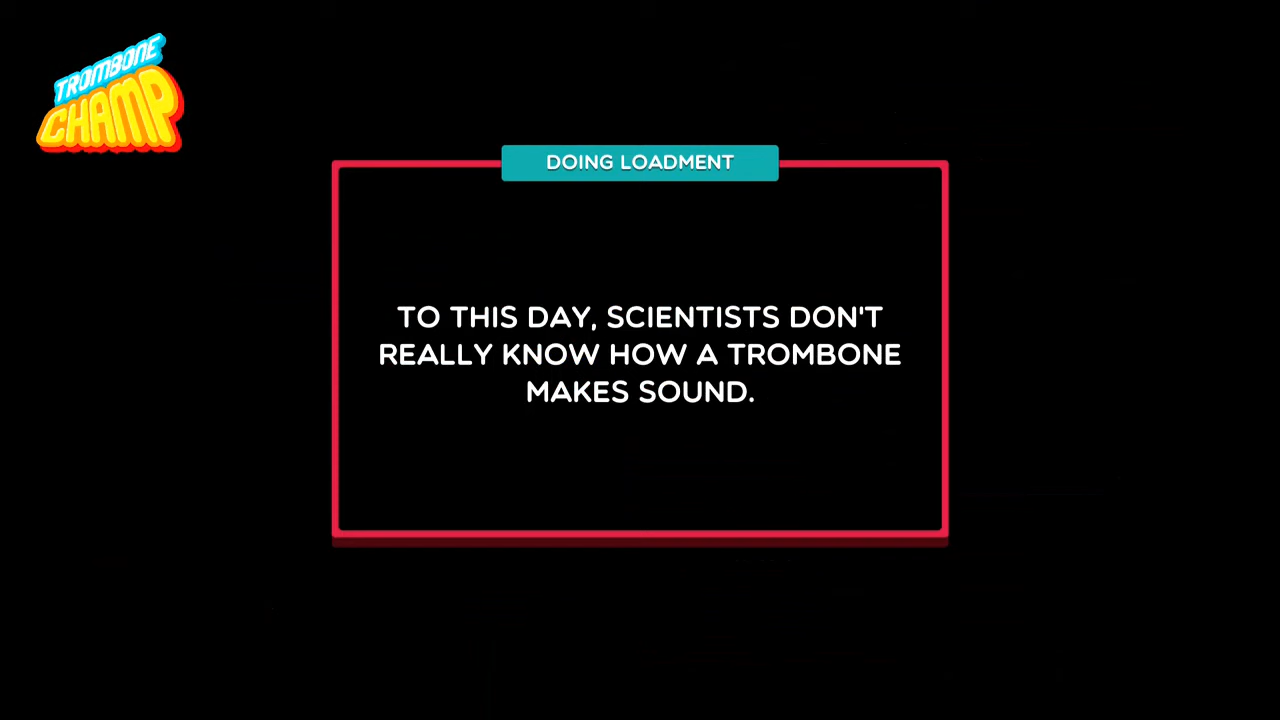 TROMBONE
CHAMP
DOING LOADMENT
TO THIS DAY, SCIENTISTS DON'T
REALLY KNOW HOW A TROMBONE
MAKES SOUND.